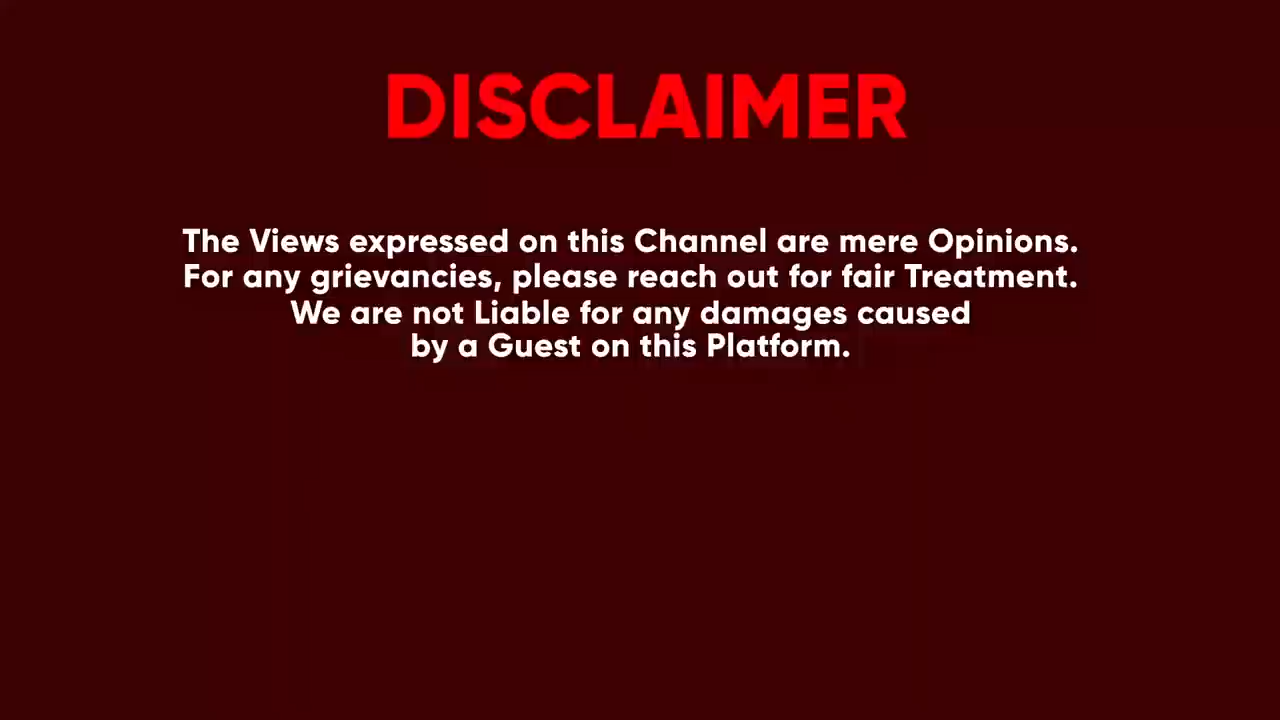 DISCLAIMER
The Views expressed on this Channel are mere Opinions.
For any grievancies, please reach out for fair Treatment.
We are not Liable for any damages caused
by a Guest on this Platform.